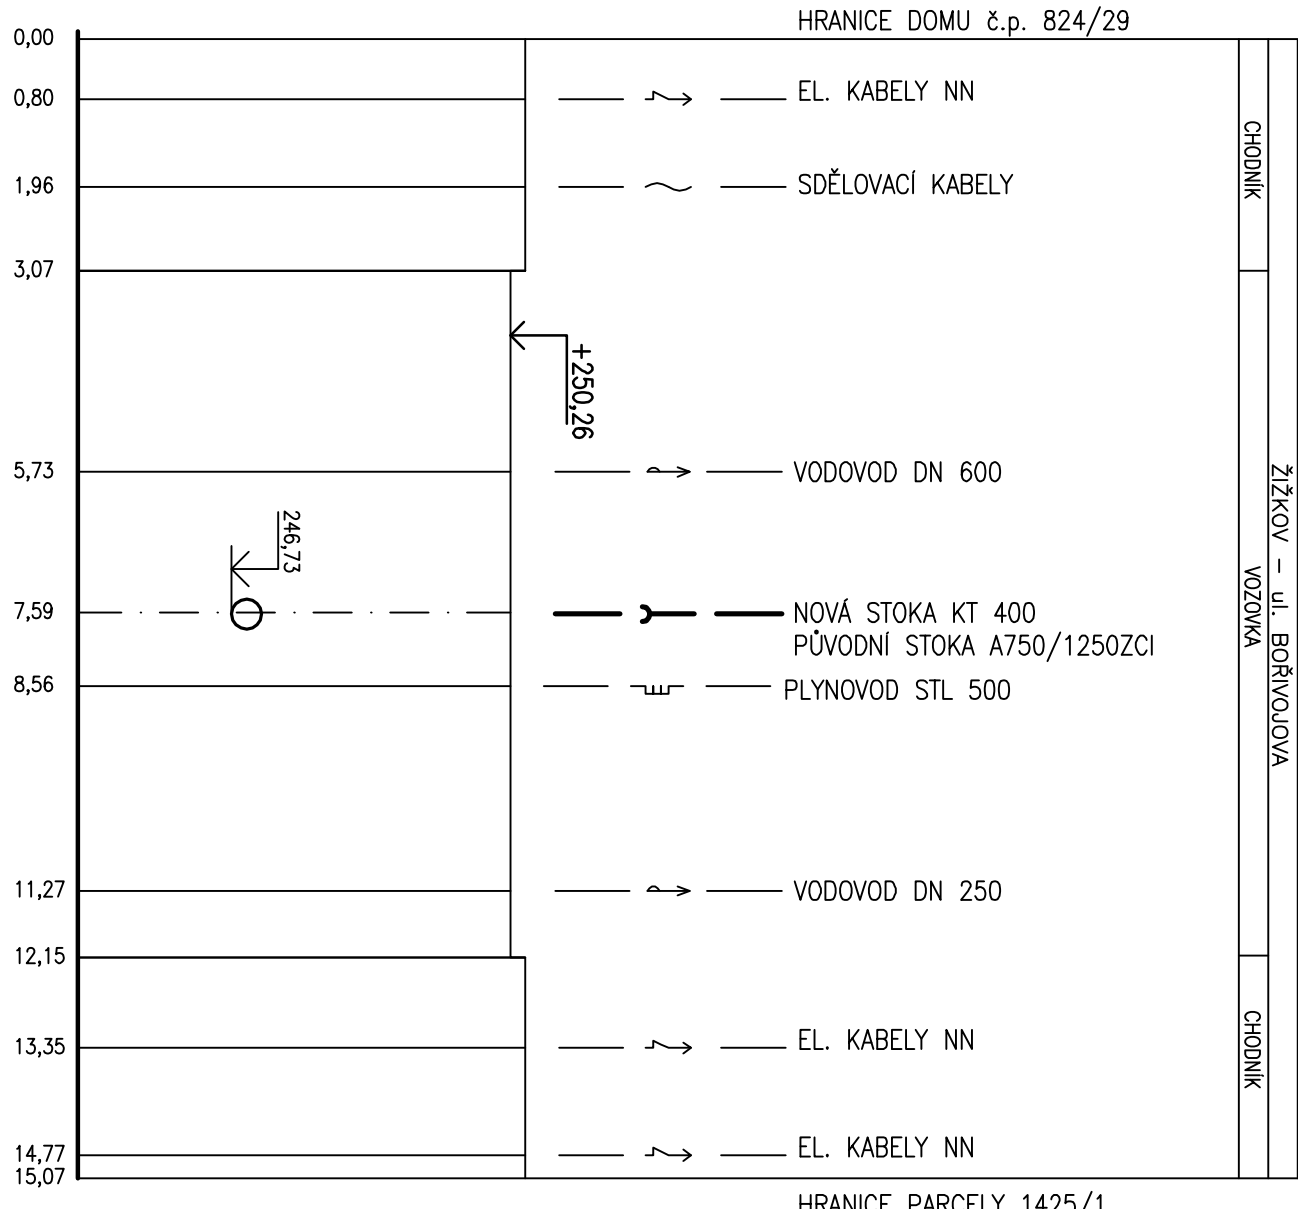 HRANICE DOMU č.p. 824/29
0,00
0,80
EL. KABELY NN
1,96
SDĚLOVACÍ KABELY
CHODNÍK
3,07
+250,26
5,73
VODOVOD DN 600
246,73
7,59
NOVÁ STOKA KT 400
PŮVODNÍ STOKA A750/1250ZCI
8,56
PLYNOVOD STL 500
VOZOVKA
ŽIŽKOV – ul. BOŘIVOJOVA
11,27
VODOVOD DN 250
12,15
13,35
EL. KABELY NN
CHODNÍK
14,77
EL. KABELY NN
15,07
HRANICE PARCELY 1425/1